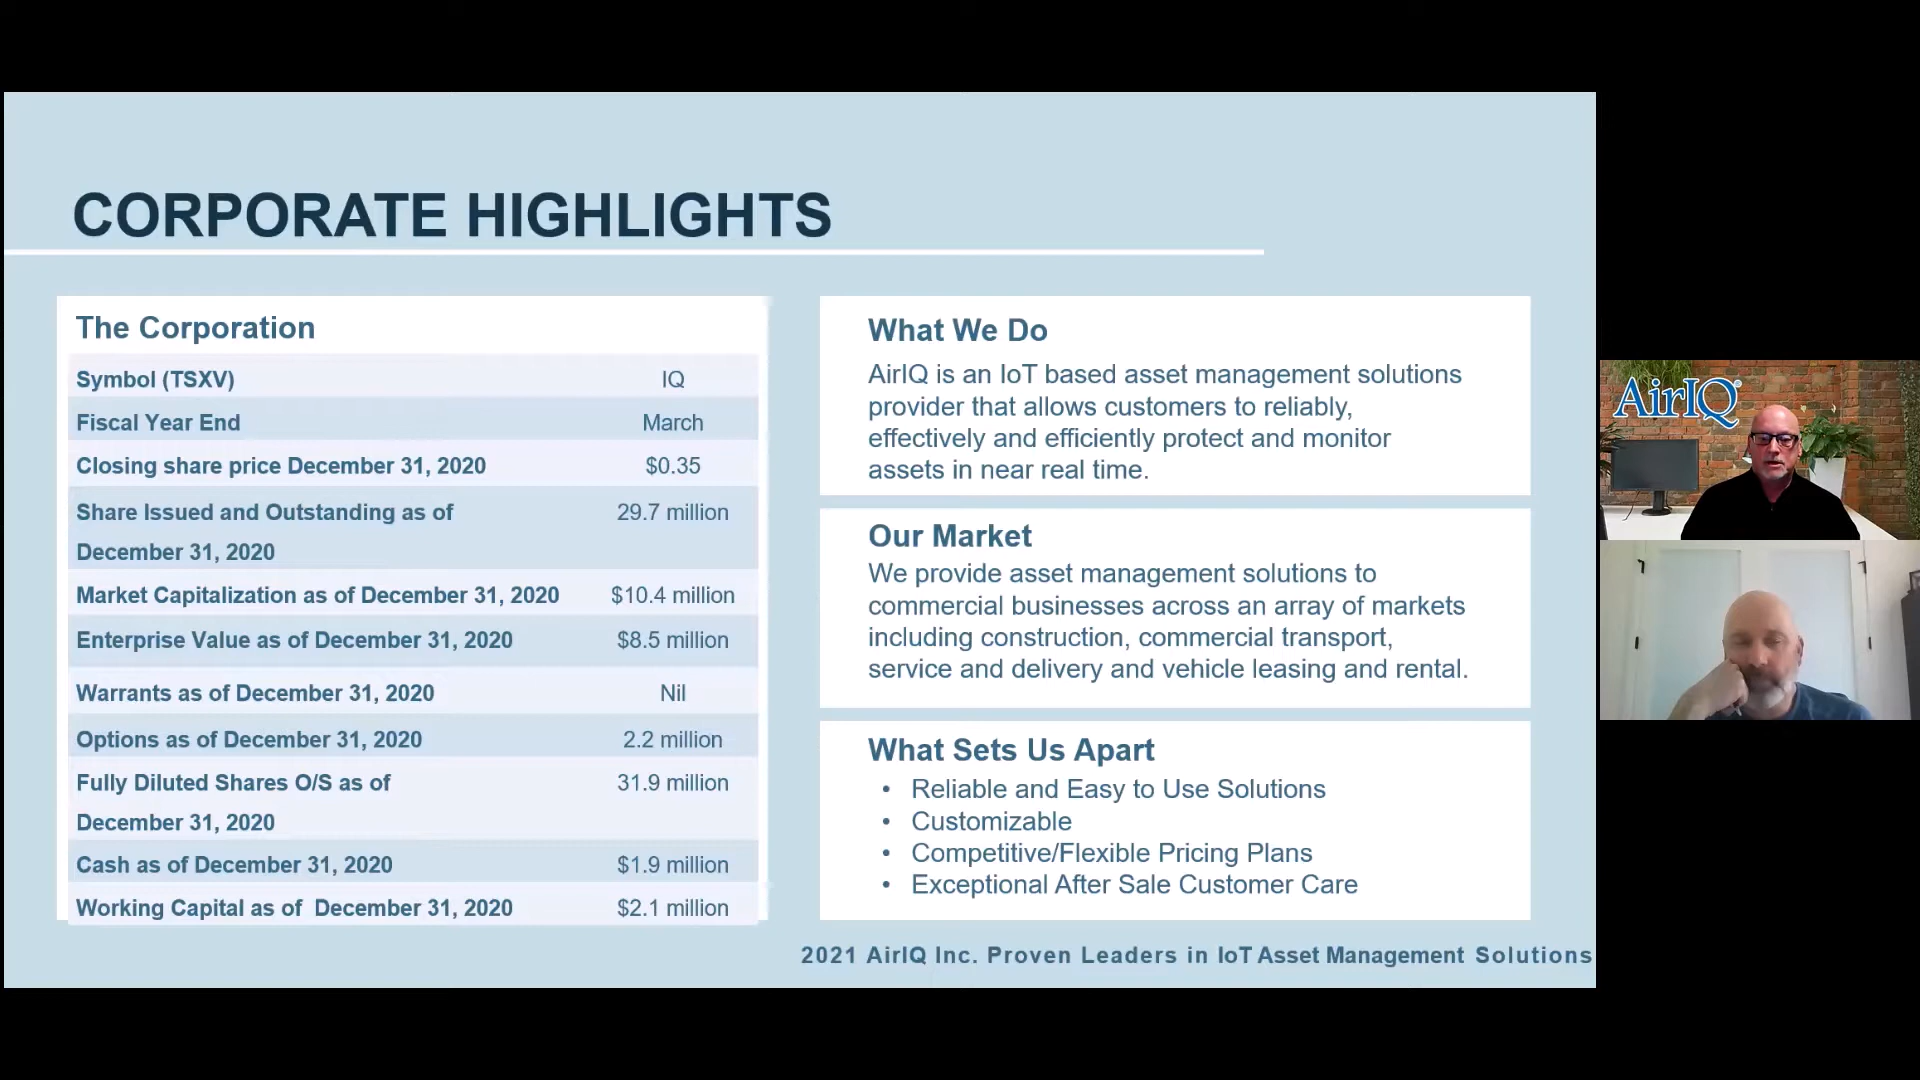 CORPORATE HIGHLIGHTS
The Corporation
Symbol (TSXV) IQ
Fiscal Year End March
Closing share price December 31, 2020 $0.35
Share Issued and Outstanding as of 29.7 million
December 31, 2020
Market Capitalization as of December 31, 2020 $10.4 million
Enterprise Value as of December 31, 2020 $8.5 million
Warrants as of December 31, 2020 Nil
Options as of December 31, 2020 2.2 million
Fully Diluted Shares O/S as of 31.9 million
December 31, 2020
Cash as of December 31, 2020 $1.9 million
Working Capital as of December 31, 2020 $2.1 million
What We Do
AirIQ is an IoT based asset management solutions
provider that allows customers to reliably,
effectively and efficiently protect and monitor
assets in near real time.
Our Market
We provide asset management solutions to
commercial businesses across an array of markets
including construction, commercial transport,
service and delivery and vehicle leasing and rental.
What Sets Us Apart
• Reliable and Easy to Use Solutions
• Customizable
• Competitive/Flexible Pricing Plans
• Exceptional After Sale Customer Care
2021 AirIQ Inc. Proven Leaders in IoT Asset Management Solutions
AirIQ®